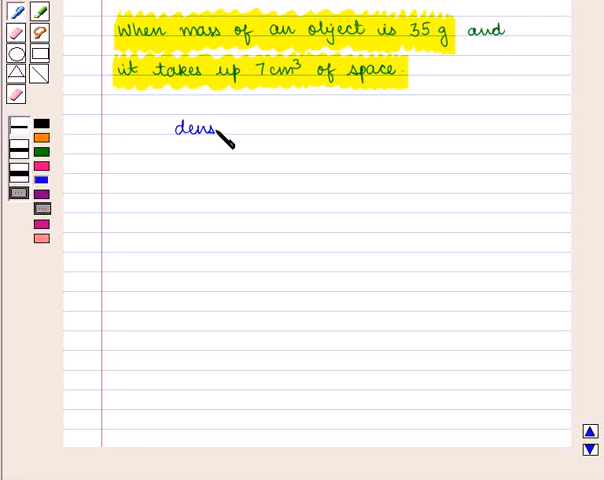 When mass of an object is 35 g and
it takes up 7 cm³ of space.
dens